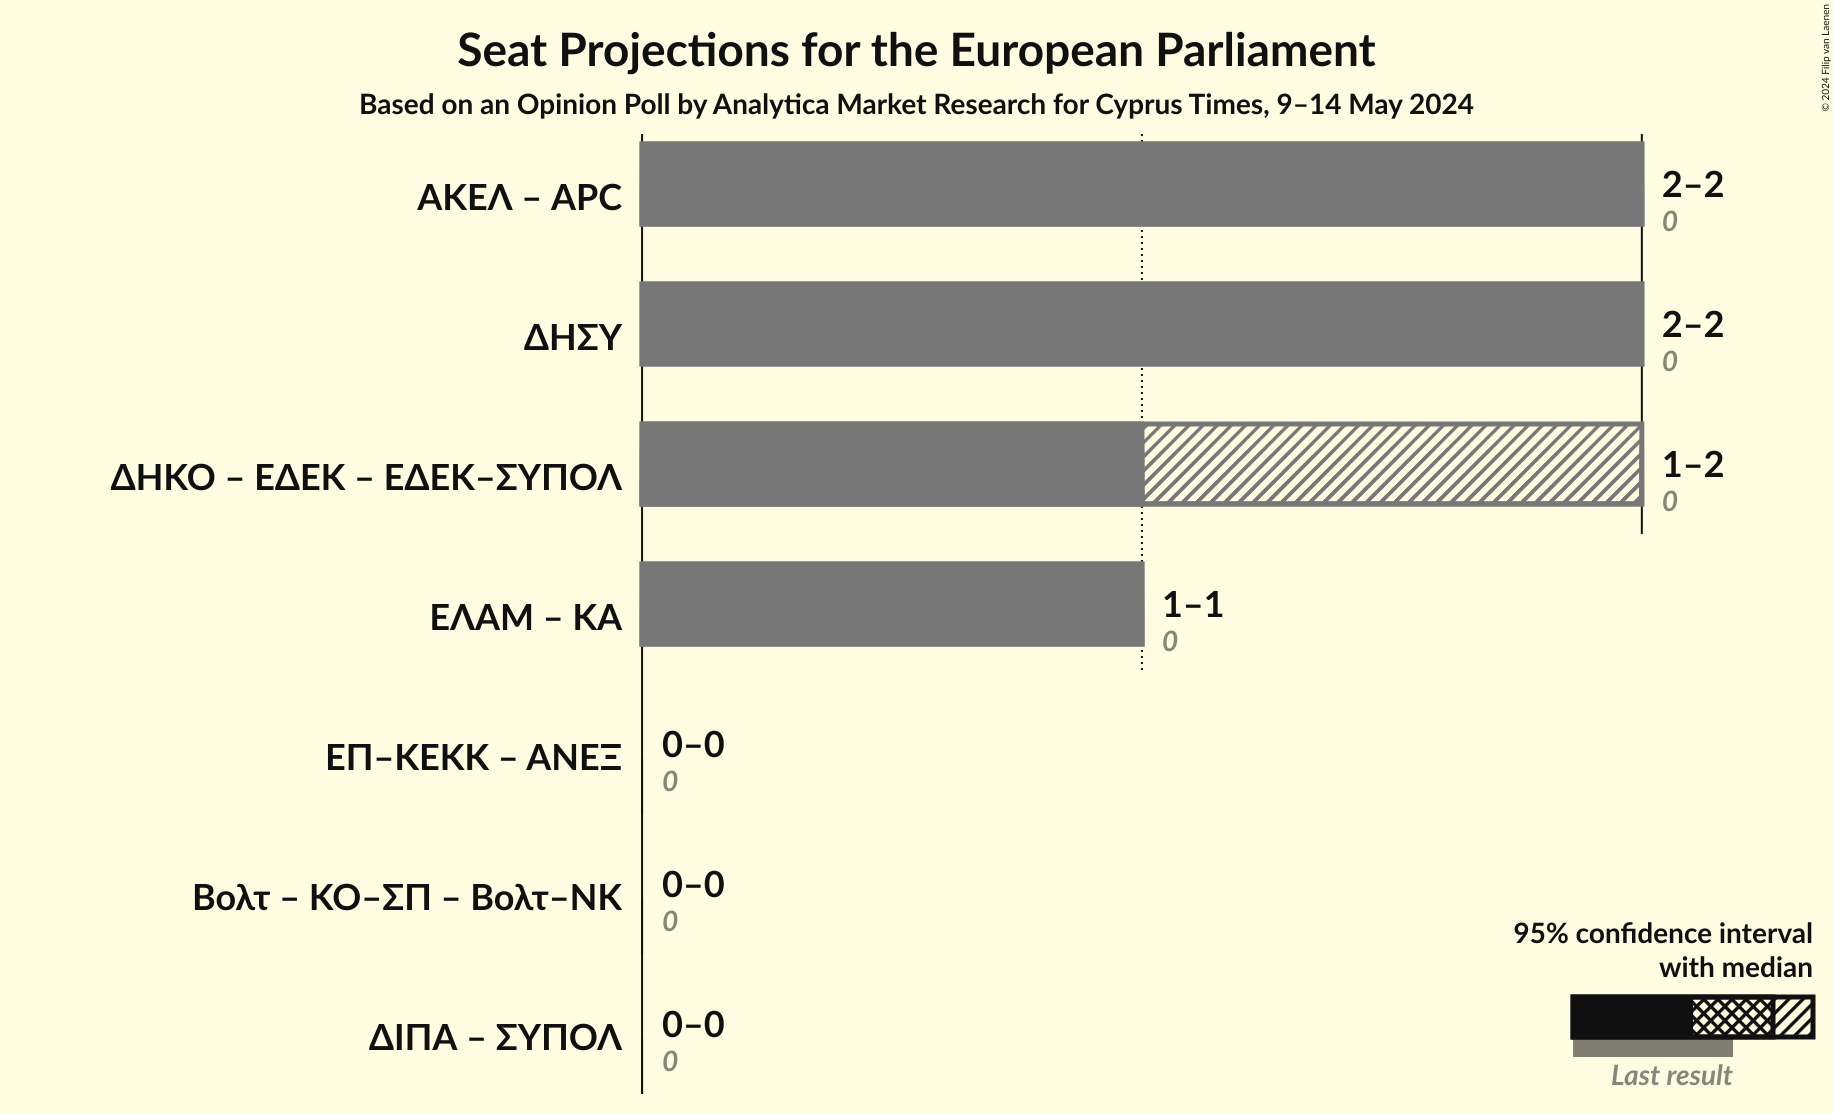 Seat Projections for the European Parliament
Based on an Opinion Poll by Analytica Market Research for Cyprus Times, 9–14 May 2024
© 2024 Filip van Laenen
ΑΚΕΛ – APC
2–2
0
ΔΗΣΥ
2–2
0
ΔΗΚΟ – ΕΔΕΚ – ΕΔΕΚ–ΣΥΠΟΛ
1–2
0
ΕΛΑΜ – ΚΑ
1–1
0
ΕΠ–ΚΕΚΚ – ΑΝΕΞ
0–0
0
Βολτ – ΚΟ–ΣΠ – Βολτ–ΝΚ
0–0
0
ΔΙΠΑ – ΣΥΠΟΛ
0–0
0
95% confidence interval
with median
Last result